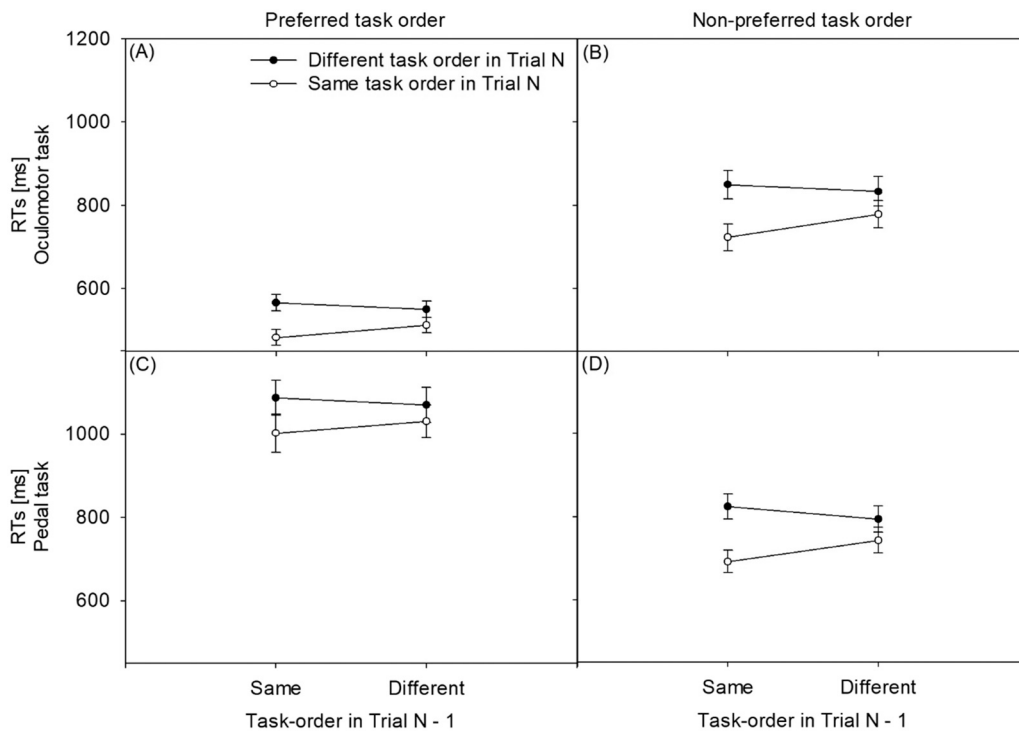 Preferred task order
Non-preferred task order
1200
(A)
Different task order in Trial N
Same task order in Trial N
(B)
1000
800
600
RTs [ms]
Oculomotor task
(C)
(D)
1000
800
600
RTs [ms]
Pedal task
Same
Different
Same
Different
Task-order in Trial N - 1
Task-order in Trial N - 1